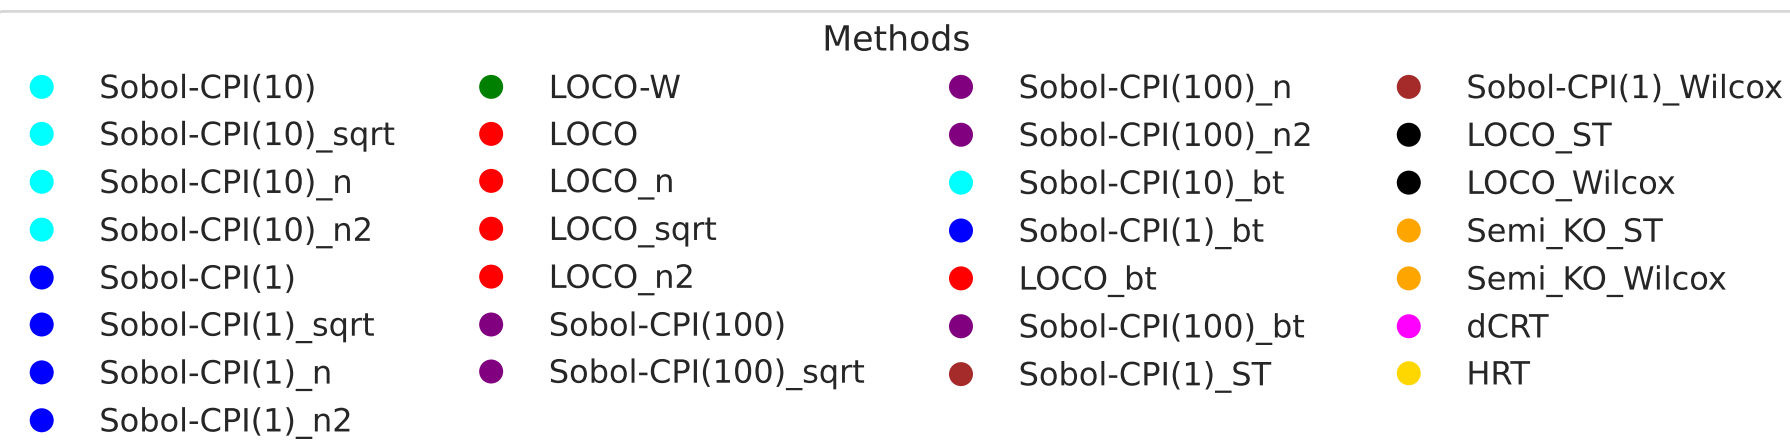 Methods
Sobol-CPI(10)
Sobol-CPI(10)_sqrt
Sobol-CPI(10)_n
Sobol-CPI(10)_n2
Sobol-CPI(1)
Sobol-CPI(1)_sqrt
Sobol-CPI(1)_n
Sobol-CPI(1)_n2
LOCO-W
LOCO
LOCO_n
LOCO_sqrt
LOCO_n2
Sobol-CPI(100)
Sobol-CPI(100)_sqrt
Sobol-CPI(100)_n
Sobol-CPI(100)_n2
Sobol-CPI(10)_bt
Sobol-CPI(1)_bt
LOCO_bt
Sobol-CPI(100)_bt
Sobol-CPI(1)_ST
Sobol-CPI(1)_Wilcox
LOCO_ST
LOCO_Wilcox
Semi_KO_ST
Semi_KO_Wilcox
dCRT
HRT